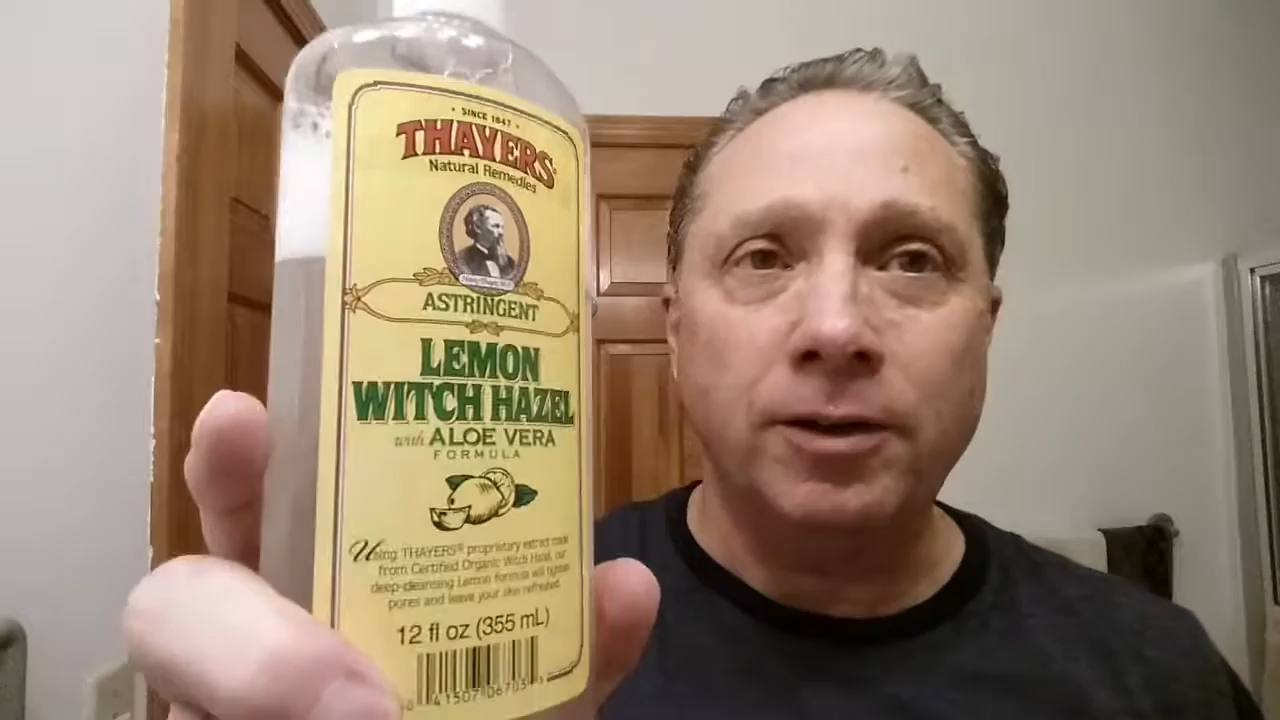 • SINCE 1847 •
THAYERS®
Natural Remedies
ASTRINGENT
LEMON
WITCH HAZEL
with ALOE VERA
FORMULA
Using THAYERS® proprietary extract made
from Certified Organic Witch Hazel, our
deep-cleansing Lemon formula will tighten
pores and leave your skin refreshed.
12 fl oz (355 mL)